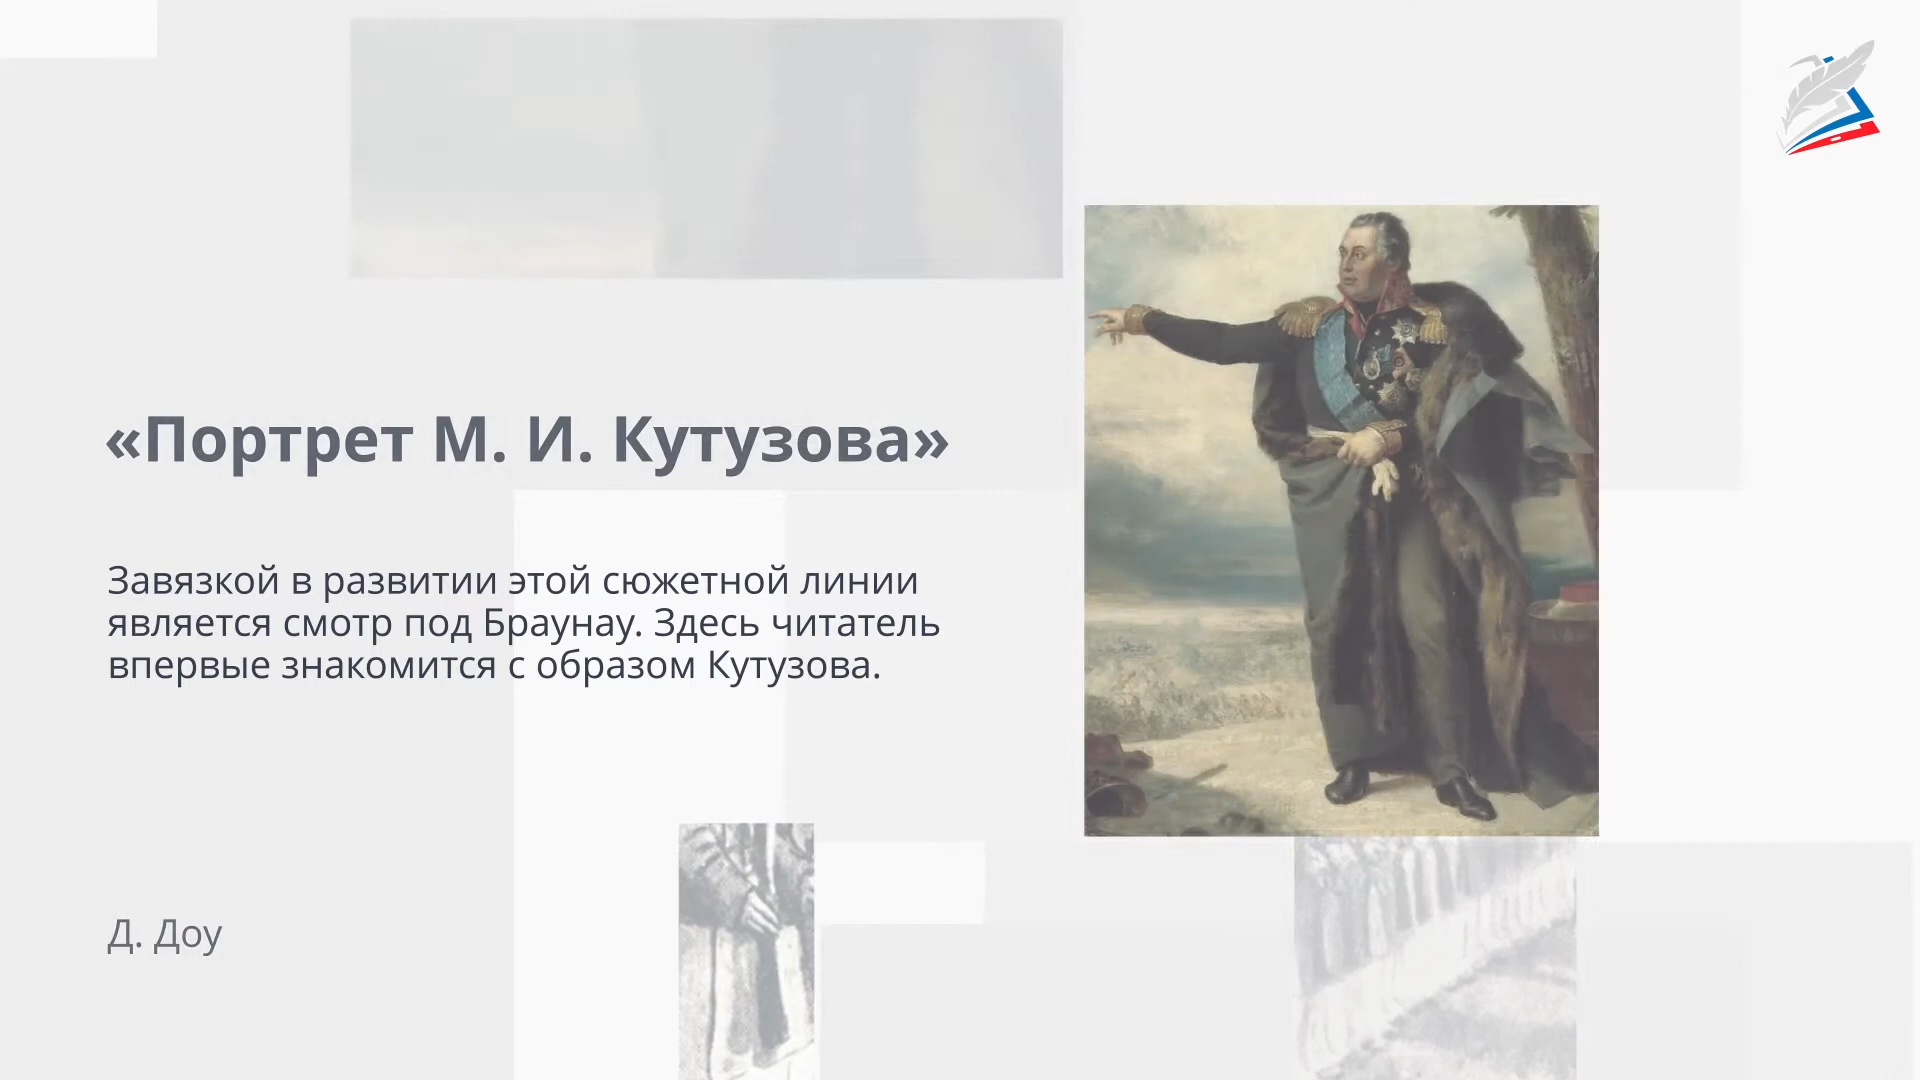 «Портрет М. И. Кутузова»
Завязкой в развитии этой сюжетной линии
является смотр под Браунау. Здесь читатель
впервые знакомится с образом Кутузова.
Д. Доу